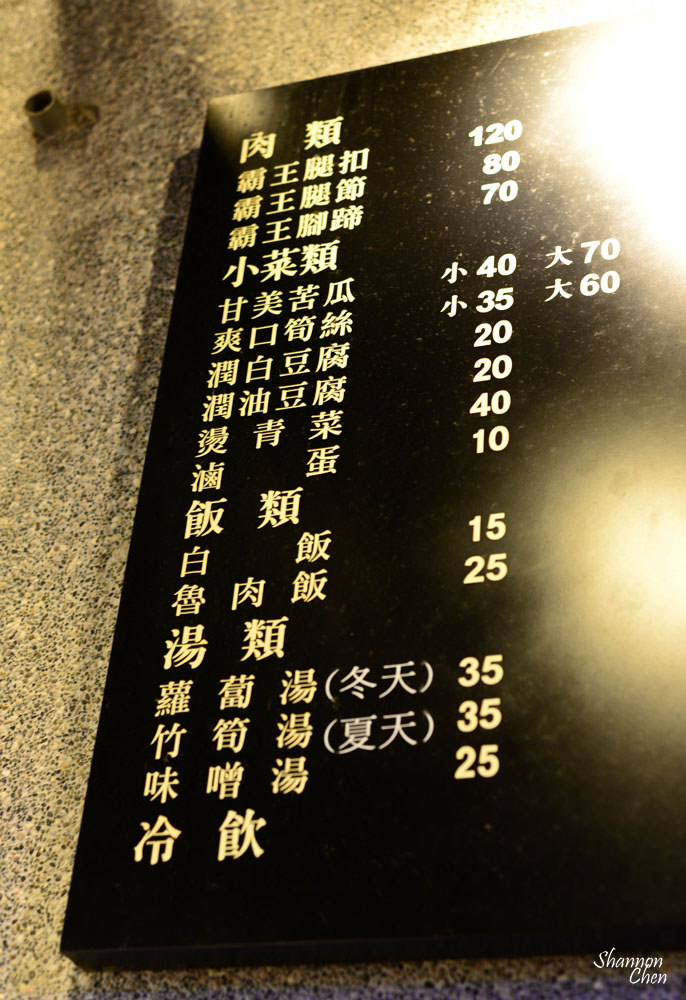 肉類
霸王腿扣 120
霸王腿節 80
霸王腳蹄 70
小菜類
甘美苦瓜 小 40 大 70
爽口筍絲 小 35 大 60
潤白豆腐 20
潤油豆腐 20
燙青菜 40
滷蛋 10
飯類
白飯 15
魯肉飯 25
湯類
蘿蔔湯(冬天) 35
竹筍湯(夏天) 35
味噌湯 25
冷飲
Shannon
Chen